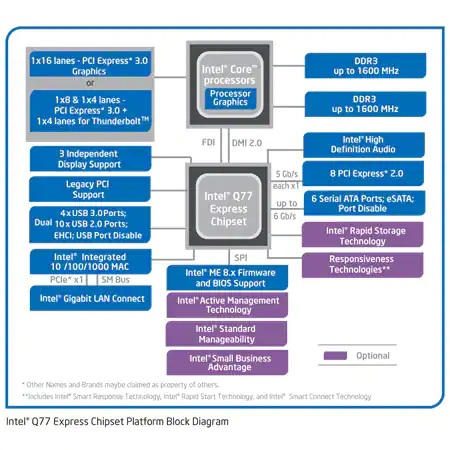 1x16 lanes - PCI Express* 3.0
Graphics
or
1x8 & 1x4 lanes -
PCI Express* 3.0 +
1x4 lanes for Thunderbolt™
Intel® Core™
processors
Processor
Graphics
DDR3
up to 1600 MHz
DDR3
up to 1600 MHz
FDI
DMI 2.0
3 Independent
Display Support
Legacy PCI
Support
Dual
4x USB 3.0 Ports;
10x USB 2.0 Ports;
EHCI; USB Port Disable
Intel® Integrated
10 /100/1000 MAC
PCIe* x1
SM Bus
Intel® Gigabit LAN Connect
Intel® Q77
Express
Chipset
Intel® High
Definition Audio
5 Gb/s
each x1
8 PCI Express* 2.0
up to
6 Gb/s
6 Serial ATA Ports; eSATA;
Port Disable
Intel® Rapid Storage
Technology
Responsiveness
Technologies**
SPI
Intel® ME 8.x Firmware
and BIOS Support
Intel® Active Management
Technology
Intel® Standard
Manageability
Intel® Small Business
Advantage
Optional
* Other Names and Brands maybe claimed as property of others.
**Includes Intel® Smart Response Technology, Intel® Rapid Start Technology, and Intel® Smart Connect Technology
Intel® Q77 Express Chipset Platform Block Diagram